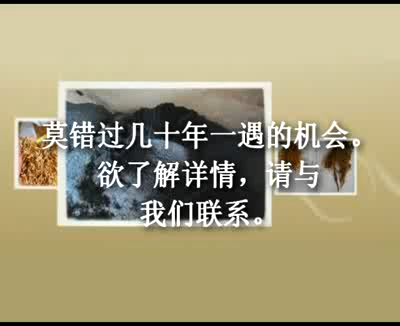 莫错过几十年一遇的机会。
欲了解详情，请与
我们联系。